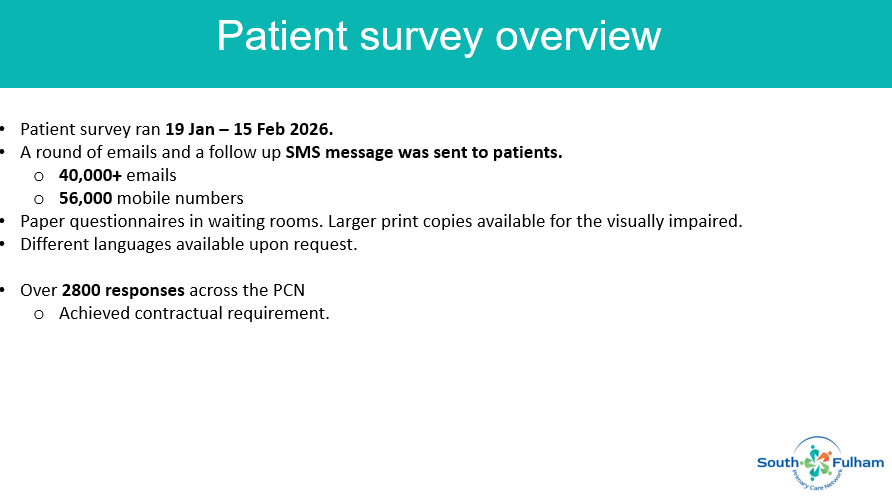 Patient survey overview
• Patient survey ran 19 Jan – 15 Feb 2026.
• A round of emails and a follow up SMS message was sent to patients.
o 40,000+ emails
o 56,000 mobile numbers
• Paper questionnaires in waiting rooms. Larger print copies available for the visually impaired.
• Different languages available upon request.
• Over 2800 responses across the PCN
o Achieved contractual requirement.
South Fulham
Primary Care Network